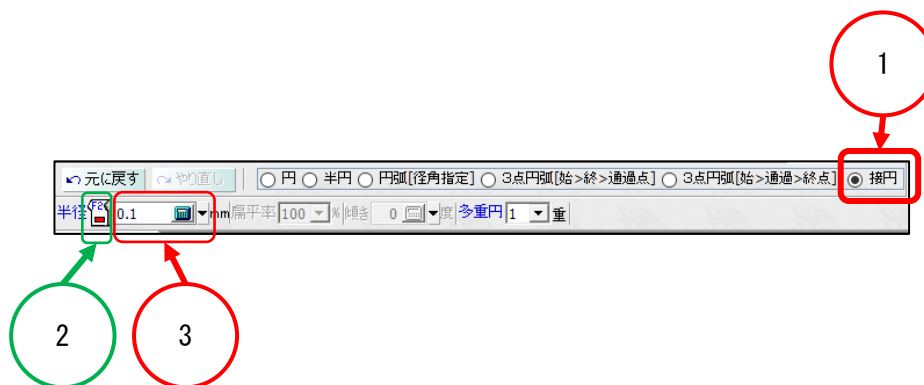 1
元に戻す やり直し 円 半円 円弧[径角指定] 3点円弧[始>終>通過点] 3点円弧[始>通過>終点] 接円
半径 F2 0.1 mm 扁平率 100 % 傾き 0 度 多重円 1 重
2 3